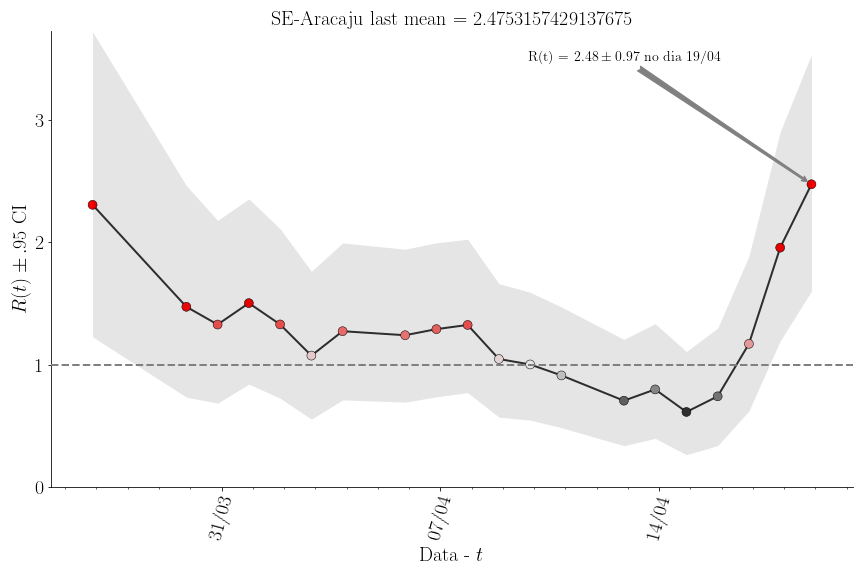 SE-Aracaju last mean = 2.4753157429137675
R(t) = 2.48 ± 0.97 no dia 19/04
R(t) ± .95 CI
3
2
1
0
31/03
07/04
14/04
Data - t